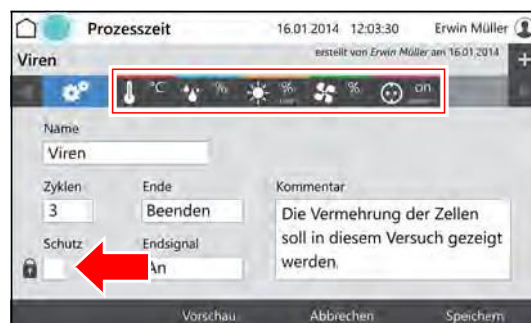 Prozesszeit 16.01.2014 12:03:30 Erwin Müller
Viren erstellt von Erwin Müller am 16.01.2014
°C % % % on
Name
Viren
Zyklen Ende Kommentar
3 Beenden Die Vermehrung der Zellen
soll in diesem Versuch gezeigt
werden.
Schutz Endsignal
An
Vorschau Abbrechen Speichern